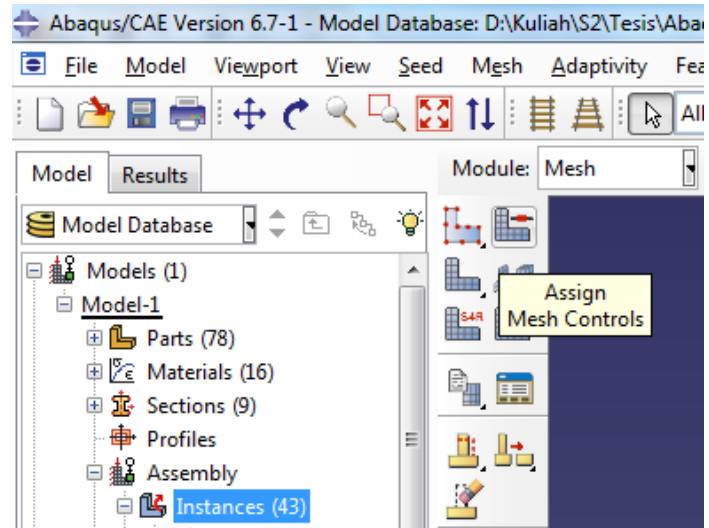 Abaqus/CAE Version 6.7-1 - Model Database: D:\Kuliah\S2\Tesis\Abaq
File Model Viewport View Seed Mesh Adaptivity Fea
All
Model Results
Module: Mesh
Model Database
Models (1)
Model-1
Parts (78)
Materials (16)
Sections (9)
Profiles
Assembly
Instances (43)
Assign
Mesh Controls
S4R